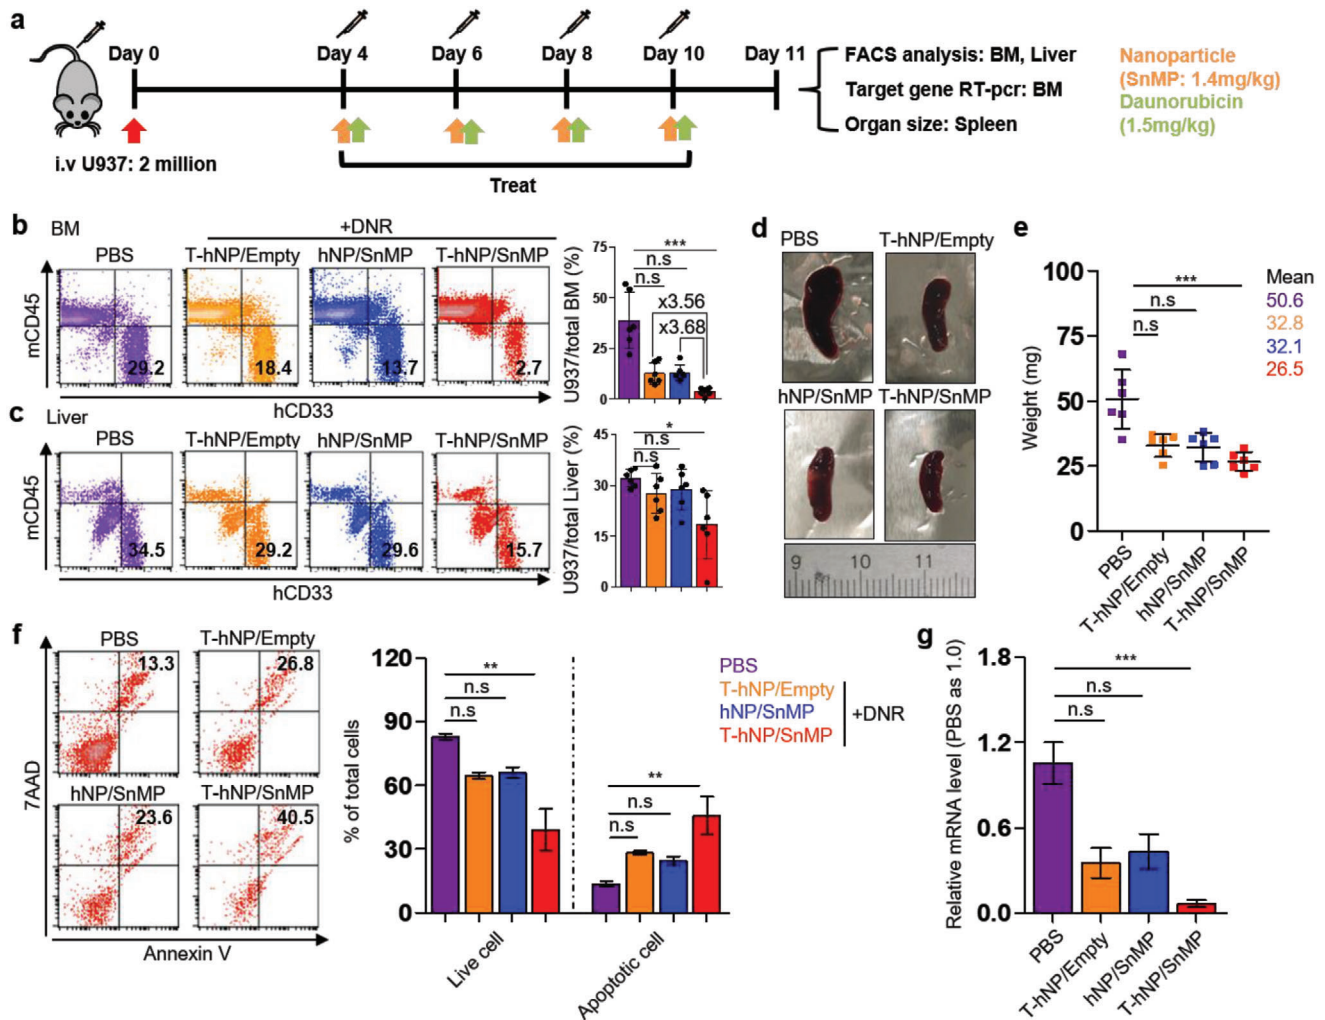 a
Day 0
Day 4
Day 6
Day 8
Day 10
Day 11
i.v U937: 2 million
Treat
FACS analysis: BM, Liver
Target gene RT-pcr: BM
Organ size: Spleen
Nanoparticle
(SnMP: 1.4mg/kg)
Daunorubicin
(1.5mg/kg)
b
BM
+DNR
PBS
T-hNP/Empty
hNP/SnMP
T-hNP/SnMP
mCD45
29.2
18.4
13.7
2.7
hCD33
U937/total BM (%)
75
50
25
0
***
n.s
n.s
x3.56
x3.68
c
Liver
PBS
T-hNP/Empty
hNP/SnMP
T-hNP/SnMP
mCD45
34.5
29.2
29.6
15.7
hCD33
U937/total Liver (%)
45
30
15
0
*
n.s
n.s
d
PBS
T-hNP/Empty
hNP/SnMP
T-hNP/SnMP
9
10
11
e
Weight (mg)
100
75
50
25
0
***
n.s
n.s
Mean
50.6
32.8
32.1
26.5
PBS
T-hNP/Empty
hNP/SnMP
T-hNP/SnMP
f
PBS
T-hNP/Empty
13.3
26.8
hNP/SnMP
T-hNP/SnMP
23.6
40.5
7AAD
Annexin V
% of total cells
120
90
60
30
0
**
n.s
n.s
**
n.s
n.s
Live cell
Apoptotic cell
PBS
T-hNP/Empty
hNP/SnMP
T-hNP/SnMP
+DNR
g
Relative mRNA level (PBS as 1.0)
1.8
1.2
0.6
0.0
***
n.s
n.s
PBS
T-hNP/Empty
hNP/SnMP
T-hNP/SnMP